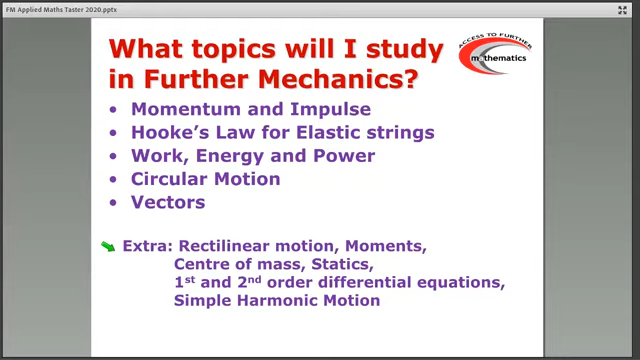 FM Applied Maths Taster 2020.pptx
What topics will I study
in Further Mechanics?
ACCESS TO FURTHER
mathematics
• Momentum and Impulse
• Hooke's Law for Elastic strings
• Work, Energy and Power
• Circular Motion
• Vectors
Extra: Rectilinear motion, Moments,
Centre of mass, Statics,
1st and 2nd order differential equations,
Simple Harmonic Motion